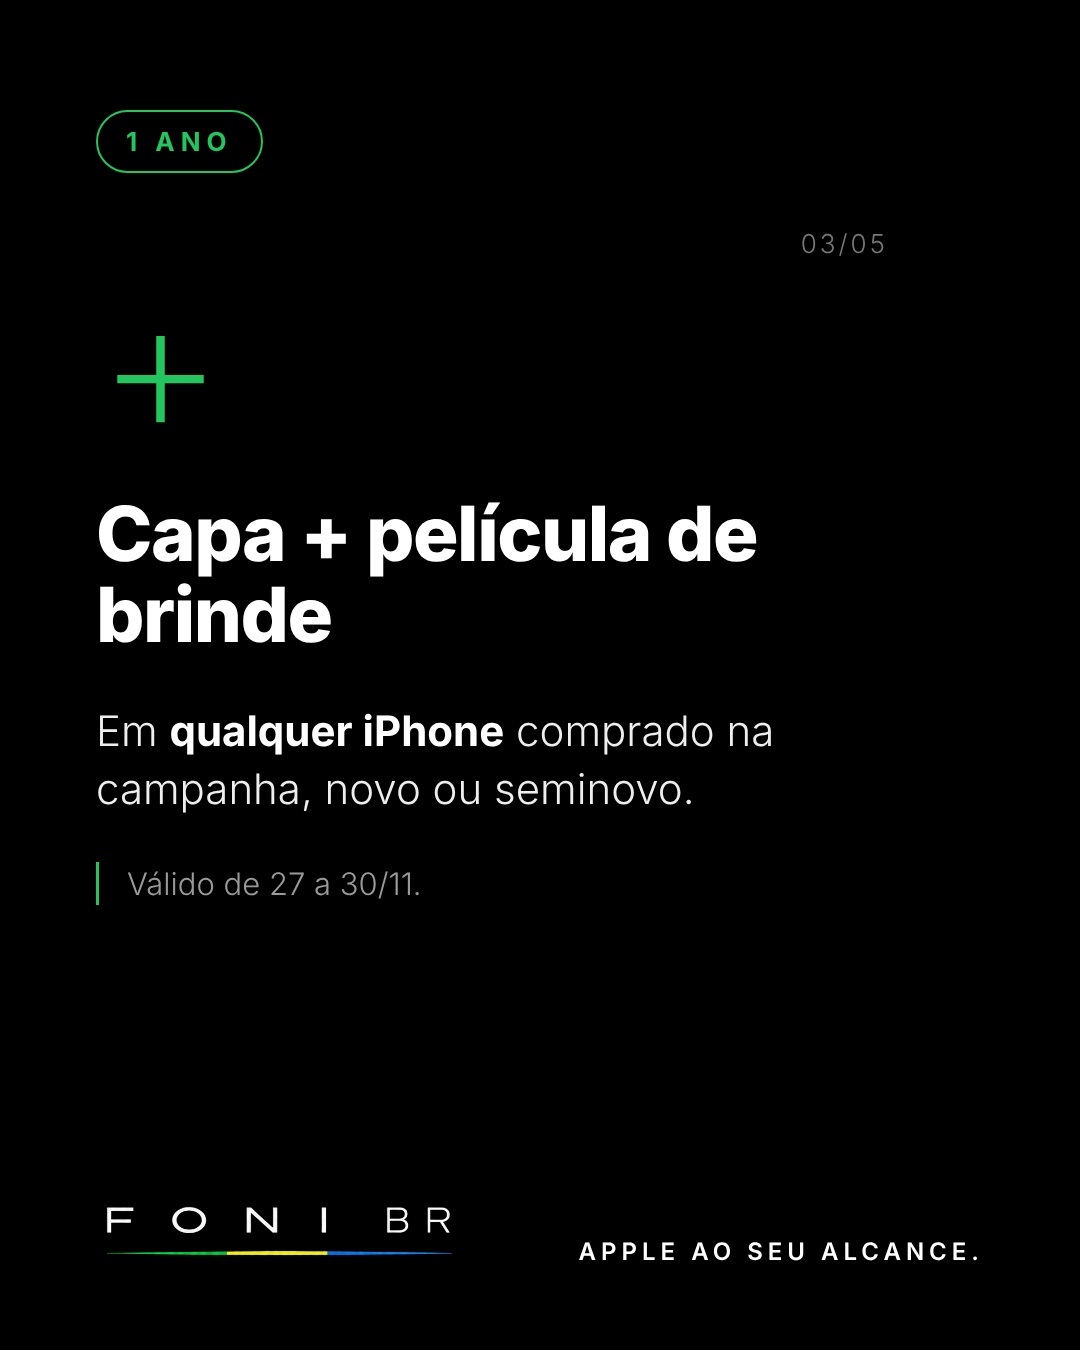 1 ANO
03/05
+
Capa + película de
brinde
Em qualquer iPhone comprado na
campanha, novo ou seminovo.
Válido de 27 a 30/11.
FONI BR
APPLE AO SEU ALCANCE.